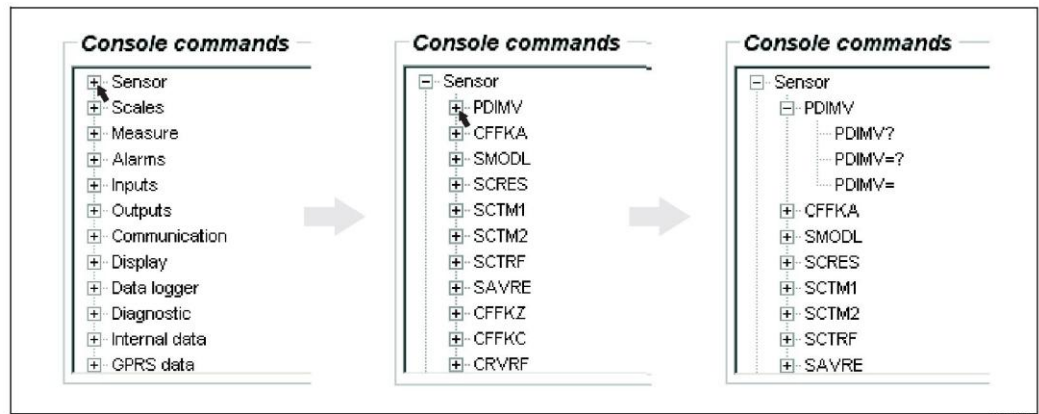 Console commands
Sensor
Scales
Measure
Alarms
Inputs
Outputs
Communication
Display
Data logger
Diagnostic
Internal data
GPRS data
Console commands
Sensor
PDIMV
CFFKA
SMODL
SCRES
SCTM1
SCTM2
SCTRF
SAVRE
CFFKZ
CFFKC
CRVRF
Console commands
Sensor
PDIMV
PDIMV?
PDIMV=?
PDIMV=
CFFKA
SMODL
SCRES
SCTM1
SCTM2
SCTRF
SAVRE